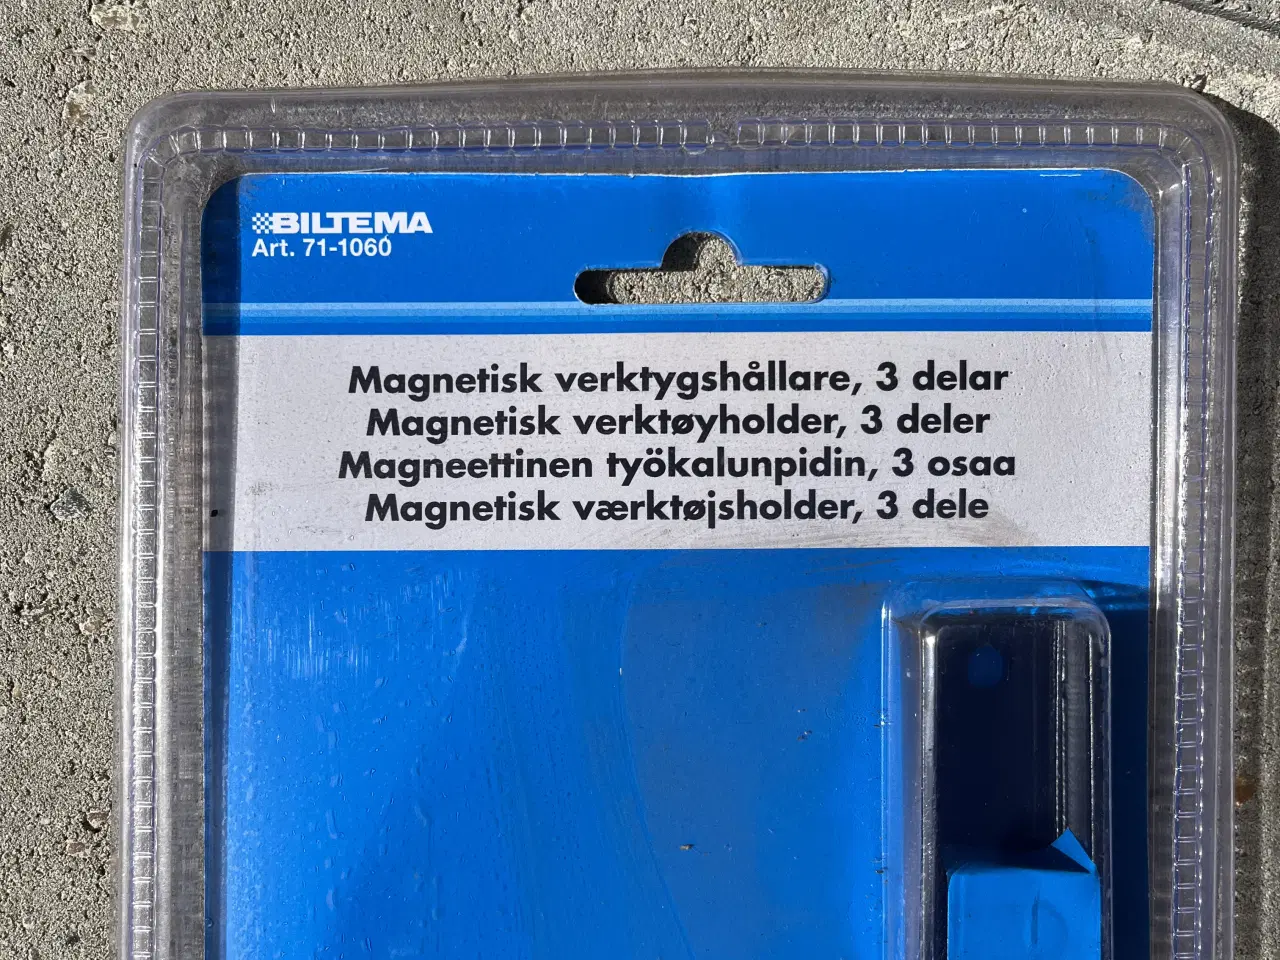 BILTEMA
Art. 71-1060
Magnetisk verktygshållare, 3 delar
Magnetisk verktøyholder, 3 deler
Magneettinen työkalunpidin, 3 osaa
Magnetisk værktøjsholder, 3 dele